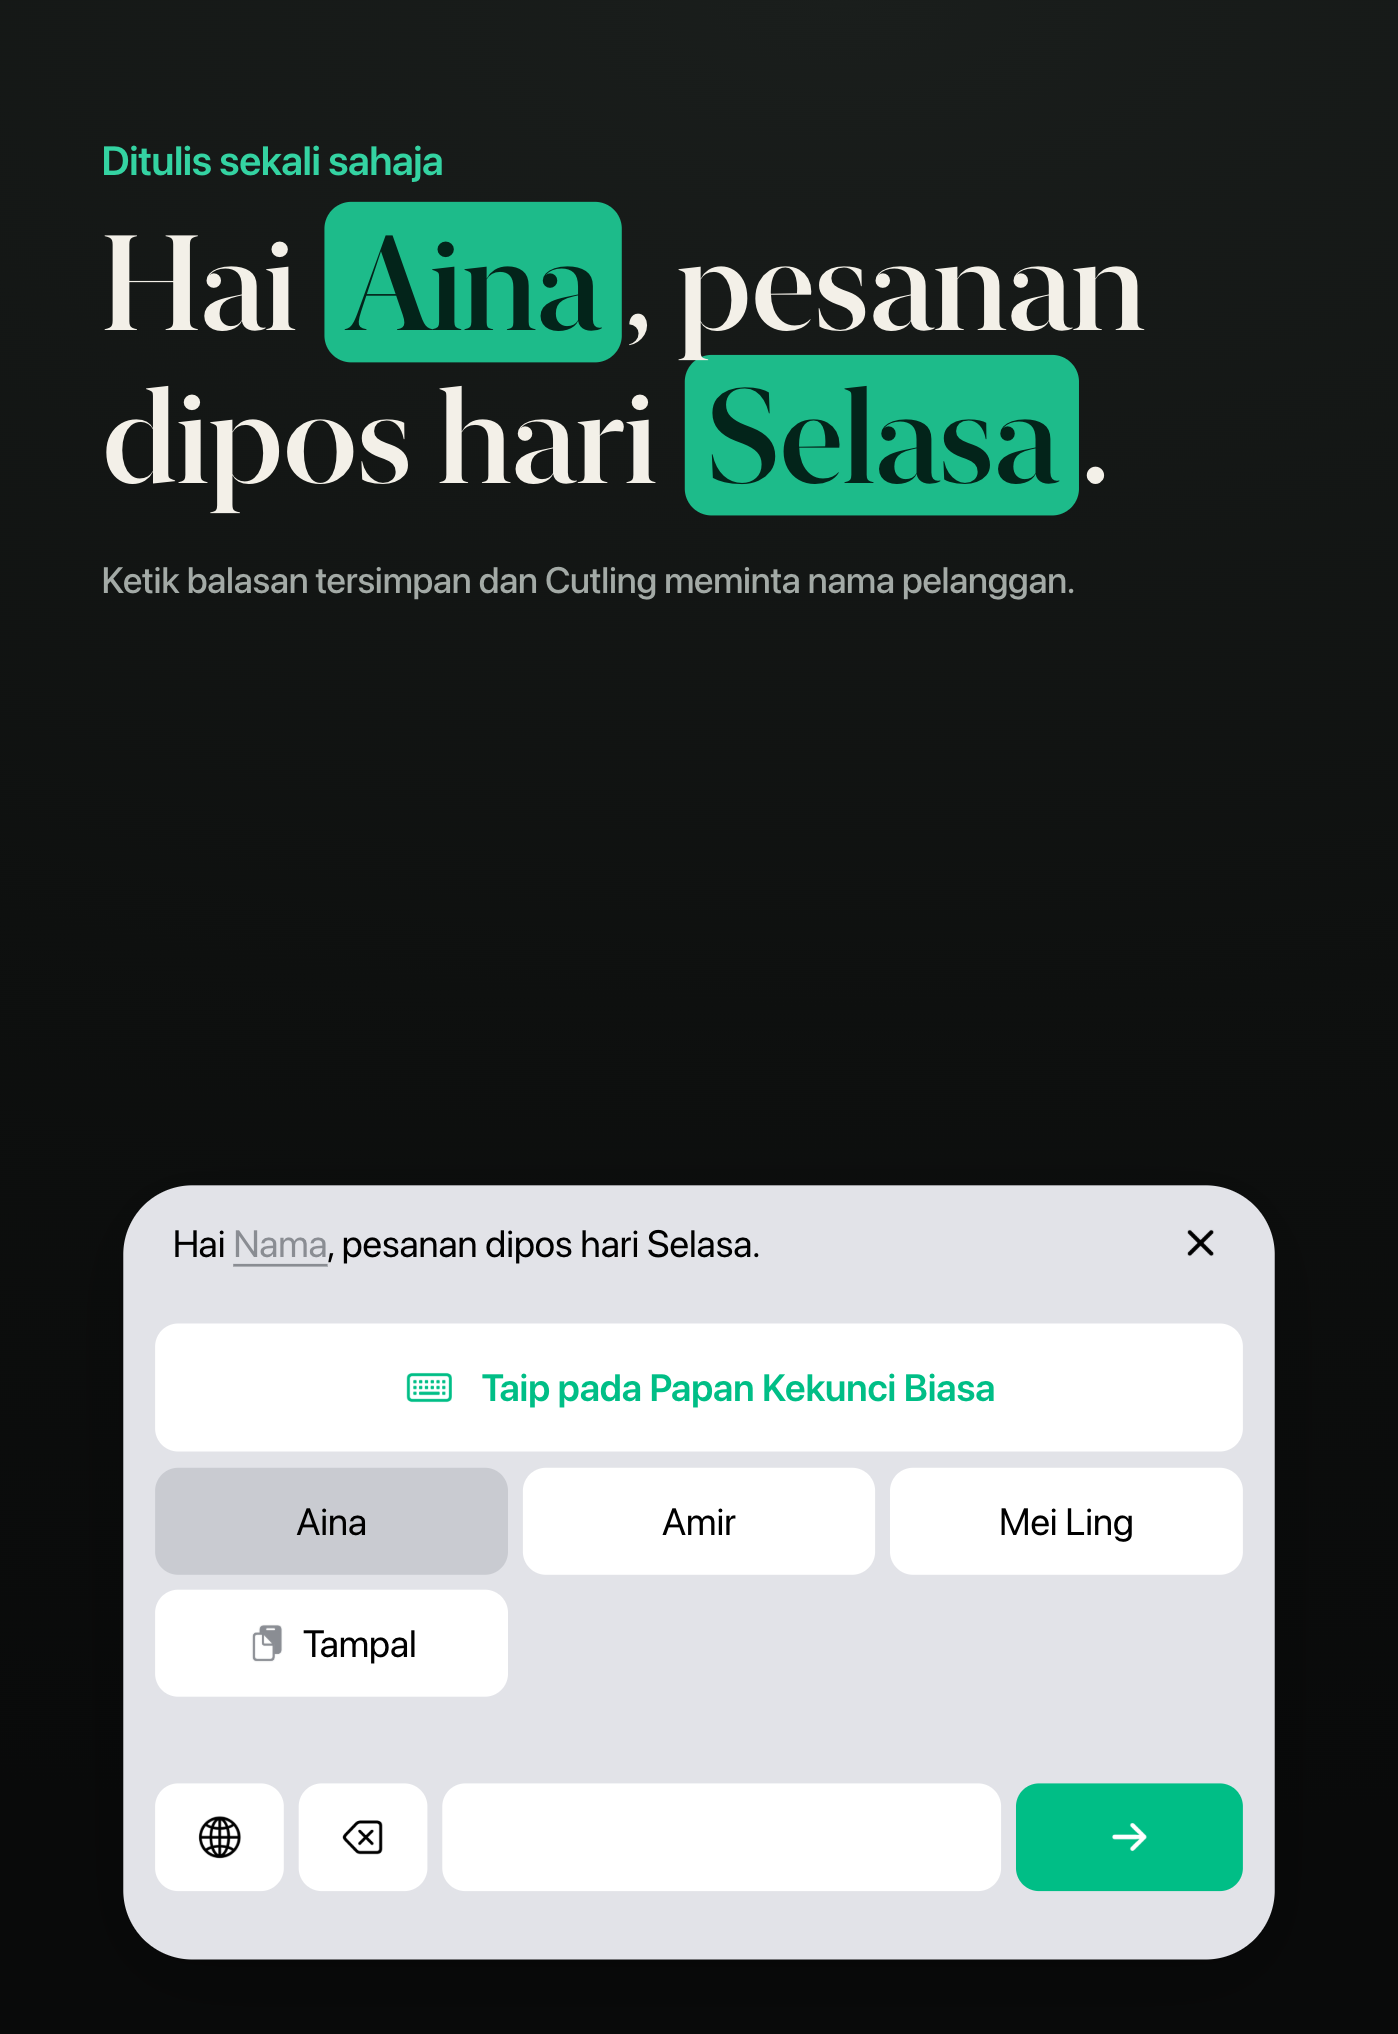 Ditulis sekali sahaja
Hai Aina, pesanan
dipos hari Selasa.
Ketik balasan tersimpan dan Cutling meminta nama pelanggan.
Hai Nama, pesanan dipos hari Selasa.
Taip pada Papan Kekunci Biasa
Aina
Amir
Mei Ling
Tampal